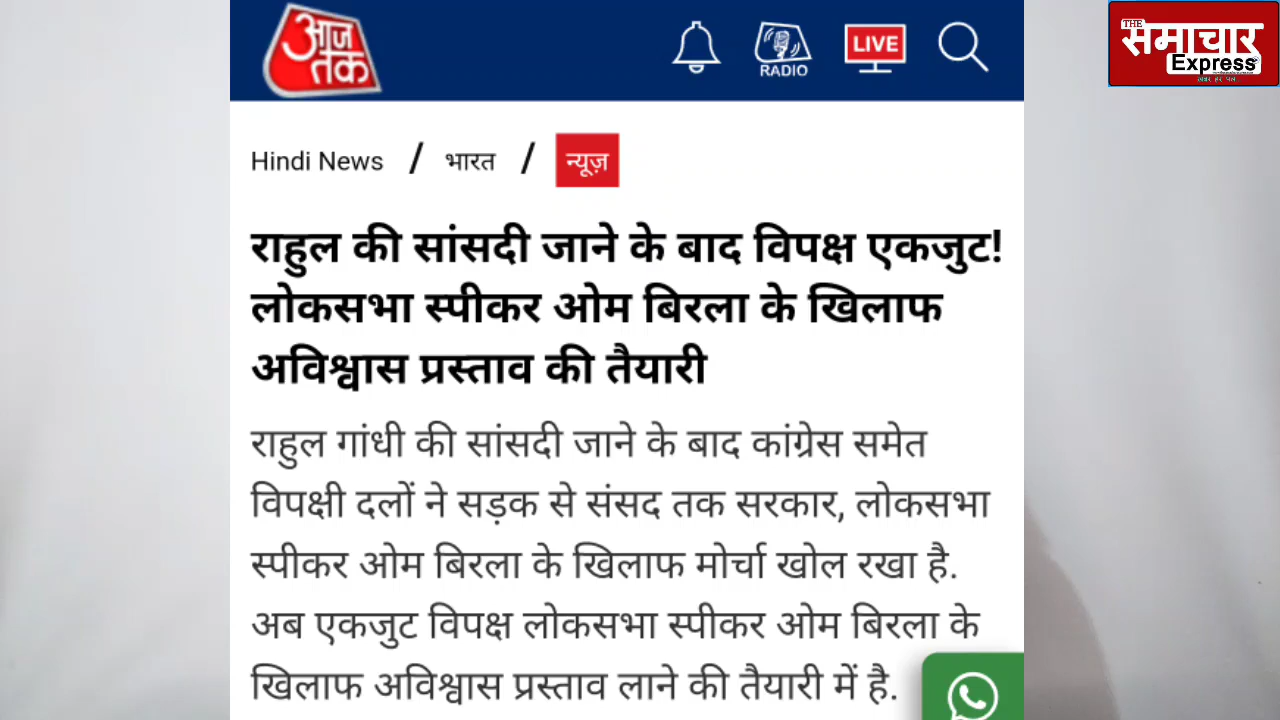 आज
तक
RADIO
LIVE
THE
समाचार
Express
Hindi News / भारत / न्यूज़
राहुल की सांसदी जाने के बाद विपक्ष एकजुट!
लोकसभा स्पीकर ओम बिरला के खिलाफ
अविश्वास प्रस्ताव की तैयारी
राहुल गांधी की सांसदी जाने के बाद कांग्रेस समेत
विपक्षी दलों ने सड़क से संसद तक सरकार, लोकसभा
स्पीकर ओम बिरला के खिलाफ मोर्चा खोल रखा है.
अब एकजुट विपक्ष लोकसभा स्पीकर ओम बिरला के
खिलाफ अविश्वास प्रस्ताव लाने की तैयारी में है.